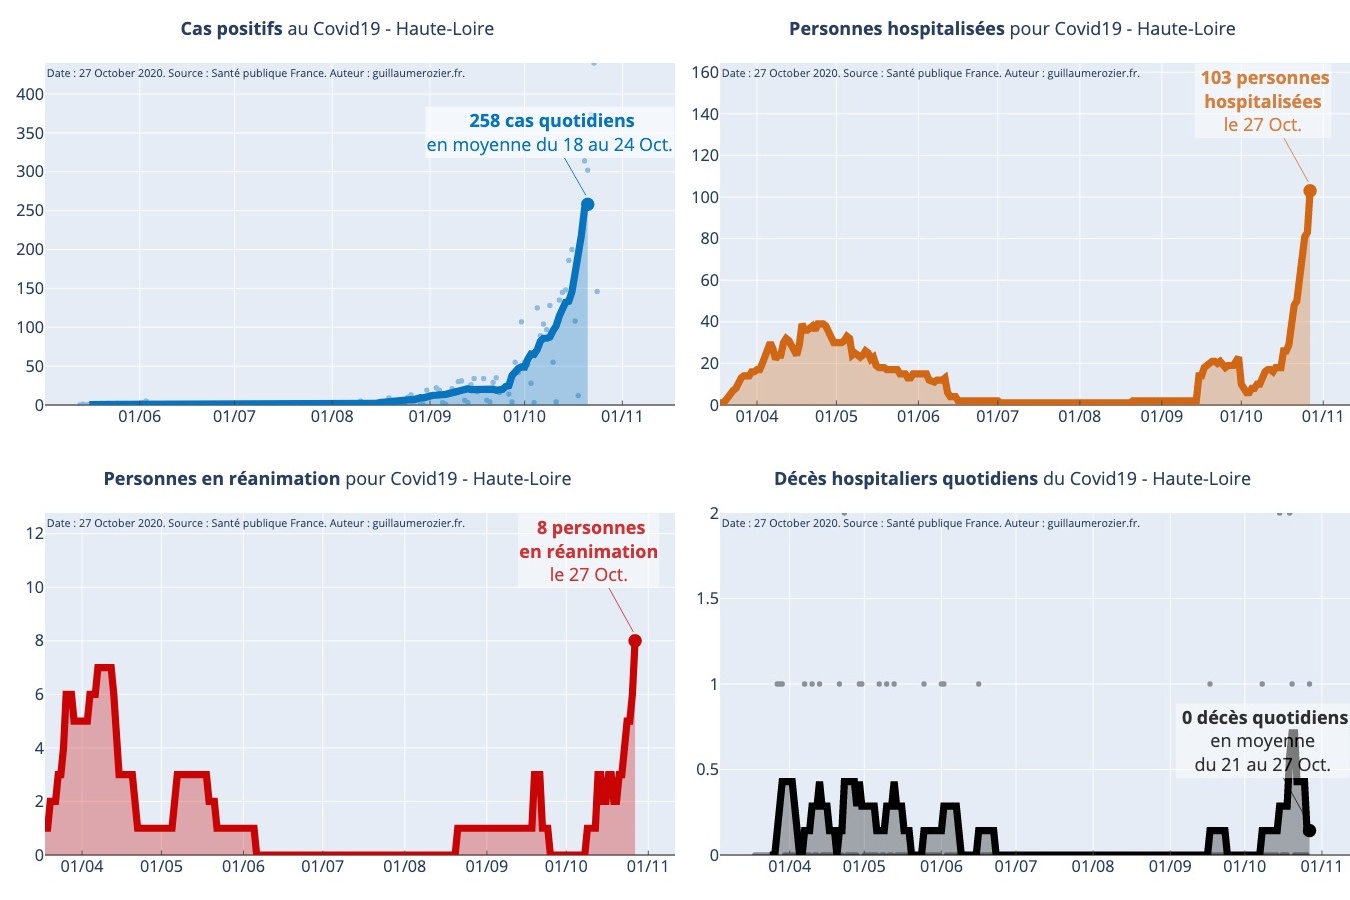 Cas positifs au Covid19 - Haute-Loire
Date : 27 October 2020. Source : Santé publique France. Auteur : guillaumerozier.fr.
258 cas quotidiens
en moyenne du 18 au 24 Oct.
400
350
300
250
200
150
100
50
0
01/06 01/07 01/08 01/09 01/10 01/11
Personnes hospitalisées pour Covid19 - Haute-Loire
Date : 27 October 2020. Source : Santé publique France. Auteur : guillaumerozier.fr.
103 personnes
hospitalisées
le 27 Oct.
160
140
120
100
80
60
40
20
0
01/04 01/05 01/06 01/07 01/08 01/09 01/10 01/11
Personnes en réanimation pour Covid19 - Haute-Loire
Date : 27 October 2020. Source : Santé publique France. Auteur : guillaumerozier.fr.
8 personnes
en réanimation
le 27 Oct.
12
10
8
6
4
2
0
01/04 01/05 01/06 01/07 01/08 01/09 01/10 01/11
Décès hospitaliers quotidiens du Covid19 - Haute-Loire
Date : 27 October 2020. Source : Santé publique France. Auteur : guillaumerozier.fr.
0 décès quotidiens
en moyenne
du 21 au 27 Oct.
2
1.5
1
0.5
0
01/04 01/05 01/06 01/07 01/08 01/09 01/10 01/11